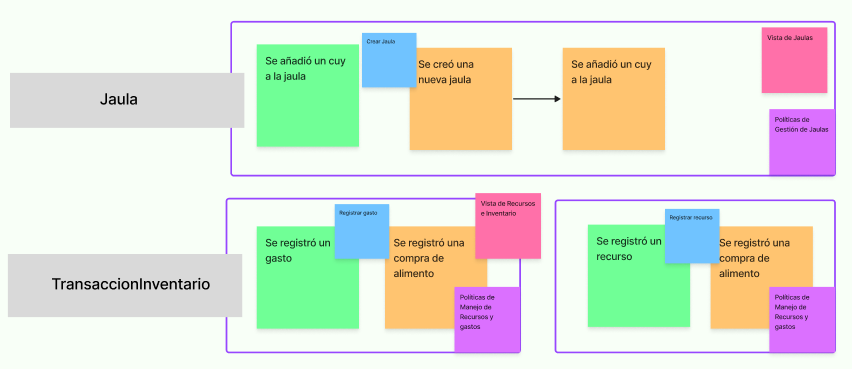 Jaula
Se añadió un cuy
a la jaula
Crear Jaula
Se creó una
nueva jaula
Se añadió un cuy
a la jaula
Vista de Jaulas
Políticas de
Gestión de Jaulas
TransaccionInventario
Se registró un
gasto
Registrar gasto
Se registró una
compra de
alimento
Vista de Recursos
e Inventario
Políticas de
Manejo de
Recursos y
gastos
Se registró un
recurso
Registrar recurso
Se registró una
compra de
alimento
Políticas de
Manejo de
Recursos y
gastos